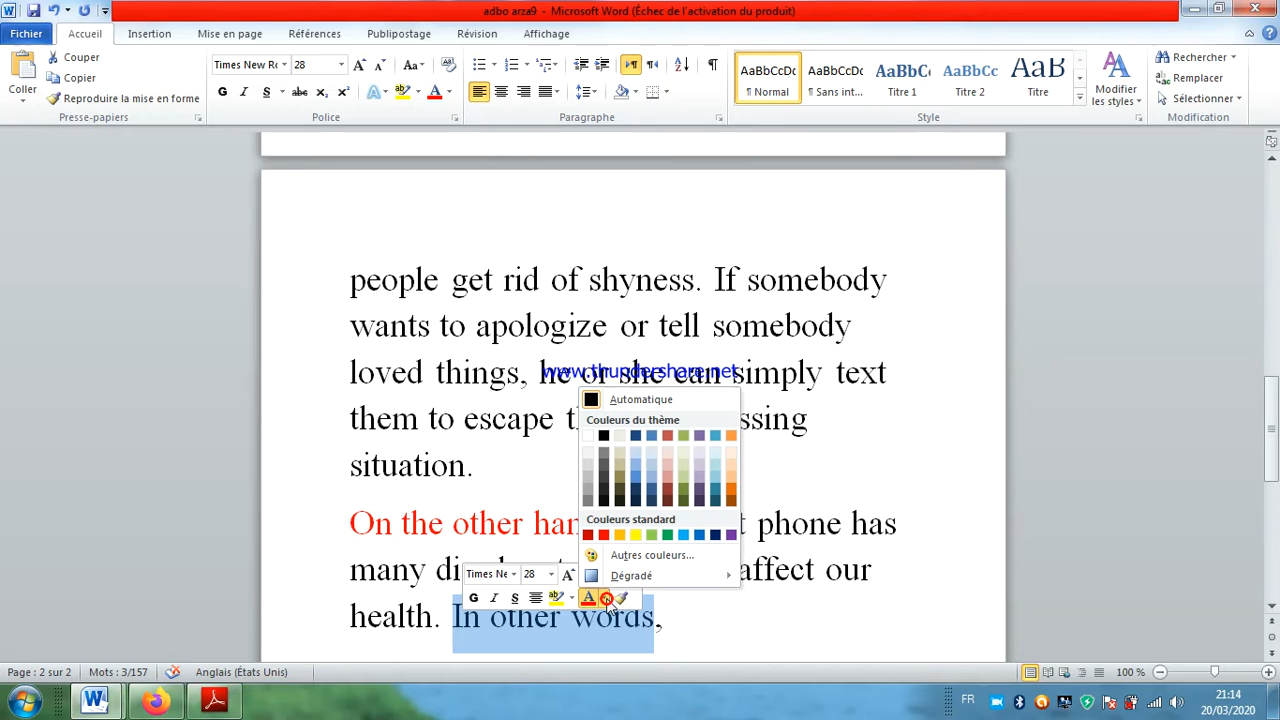 adbo arza9 - Microsoft Word (Échec de l'activation du produit)
Fichier Accueil Insertion Mise en page Références Publipostage Révision Affichage
Coller
Couper
Copier
Reproduire la mise en forme
Presse-papiers
Times New Ro 28
Police
Paragraphe
AaBbCcDc AaBbCcDc AaBbC AaBbCc AaB
¶ Normal ¶ Sans int... Titre 1 Titre 2 Titre
Modifier
les styles
Style
Rechercher
Remplacer
Sélectionner
Modification
people get rid of shyness. If somebody
wants to apologize or tell somebody
www.thundershare.net
loved things, he or she can simply text
them to escape
situation.
On the other
phone has
many
affect our
health. In other words,
Automatique
Couleurs du thème
Couleurs standard
Autres couleurs...
Dégradé
Times Ne 28
G I S
Page : 2 sur 2 Mots : 3/157 Anglais (États Unis) 100 %
FR
21:14
20/03/2020